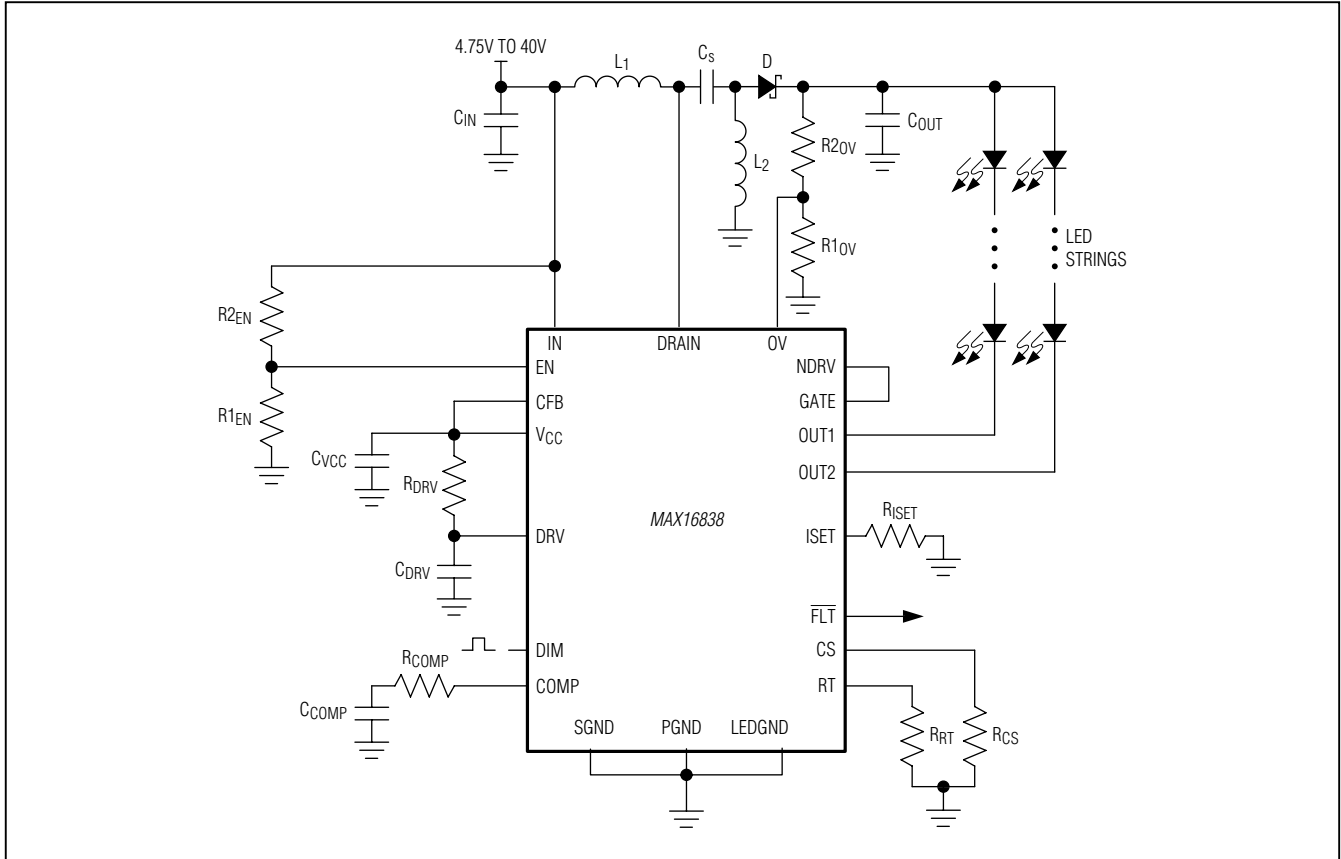 4.75V TO 40V
L1
CS
D
CIN
COUT
R2OV
L2
R1OV
LED
STRINGS
R2EN
IN
DRAIN
OV
EN
NDRV
R1EN
CFB
GATE
VCC
OUT1
CVCC
RDRV
OUT2
MAX16838
RISET
DRV
ISET
CDRV
FLT
DIM
CS
RCOMP
COMP
RT
CCOMP
SGND
PGND
LEDGND
RRT
RCS